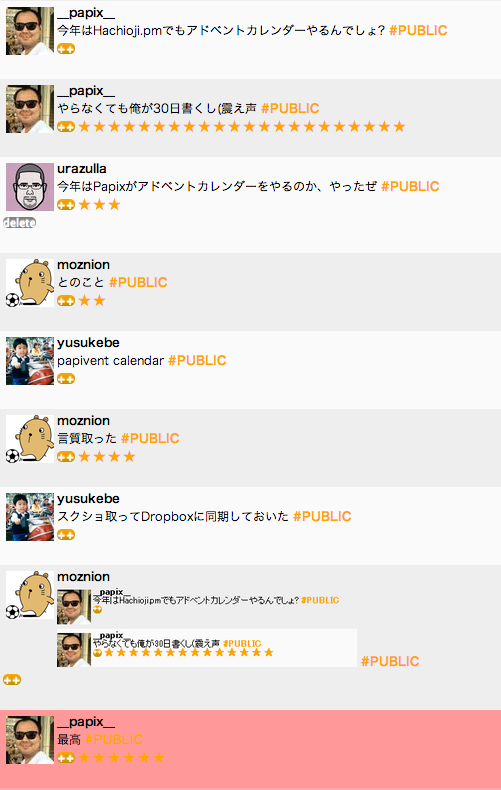 __papix__
今年はHachioji.pmでもアドベントカレンダーやるんでしょ? #PUBLIC
++
__papix__
やらなくても俺が30日書くし(震え声 #PUBLIC
++ ★★★★★★★★★★★★★★★★★★★★★★
urazulla
今年はPapixがアドベントカレンダーをやるのか、やったぜ #PUBLIC
++ ★★★
delete
moznion
とのこと #PUBLIC
++ ★★
yusukebe
papivent calendar #PUBLIC
++
moznion
言質取った #PUBLIC
++ ★★★★
yusukebe
スクショ取ってDropboxに同期しておいた #PUBLIC
++
moznion
__papix__
今年はHachioji.pmでもアドベントカレンダーやるんでしょ? #PUBLIC
__papix__
やらなくても俺が30日書くし(震え声 #PUBLIC
★★★★★★★★★★★★★★ #PUBLIC
++
__papix__
最高 #PUBLIC
++ ★★★★★★